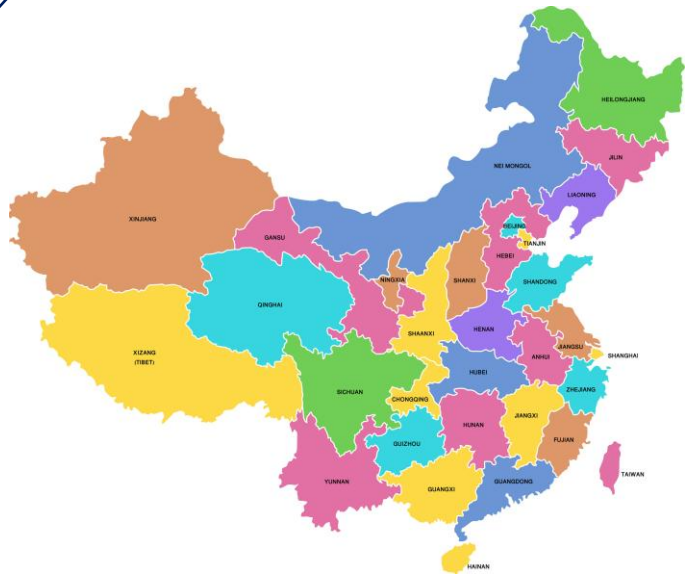 HEILONGJIANG
JILIN
NEI MONGOL
LIAONING
XINJIANG
BEIJING
GANSU
TIANJIN
HEBEI
NINGXIA
SHANXI
SHANDONG
QINGHAI
SHAANXI
HENAN
XIZANG
(TIBET)
JIANGSU
ANHUI
SHANGHAI
HUBEI
SICHUAN
ZHEJIANG
CHONGQING
JIANGXI
HUNAN
GUIZHOU
FUJIAN
TAIWAN
YUNNAN
GUANGXI
GUANGDONG
HAINAN